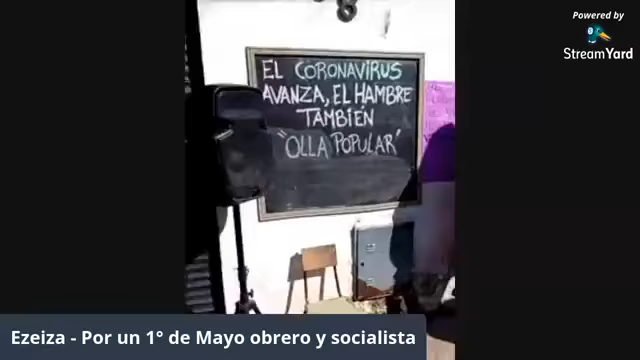 Powered by
StreamYard
EL CORONAVIRUS
AVANZA, EL HAMBRE
TAMBIÉN
"OLLA POPULAR"
Ezeiza - Por un 1° de Mayo obrero y socialista